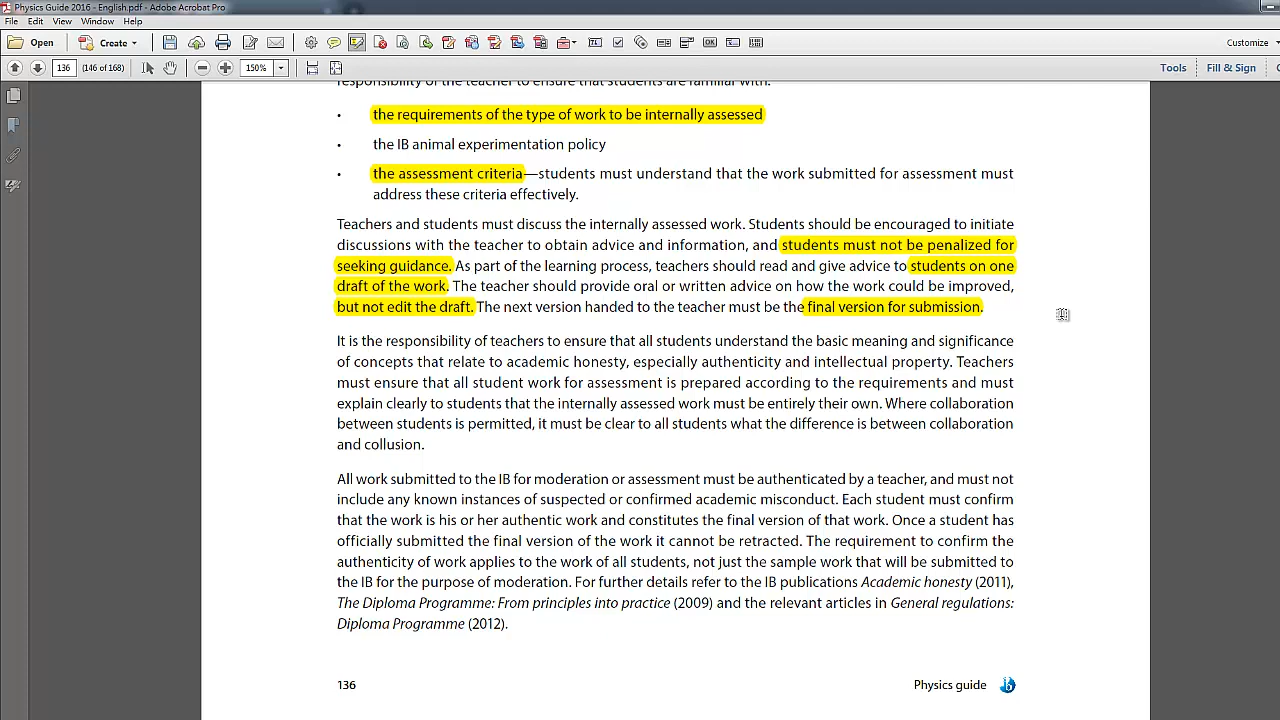 Physics Guide 2016 - English.pdf - Adobe Acrobat Pro
File Edit View Window Help
Open Create Customize
136 (146 of 168) 150% Tools Fill & Sign
responsibility of the teacher to ensure that students are familiar with:
• the requirements of the type of work to be internally assessed
• the IB animal experimentation policy
• the assessment criteria—students must understand that the work submitted for assessment must
address these criteria effectively.
Teachers and students must discuss the internally assessed work. Students should be encouraged to initiate
discussions with the teacher to obtain advice and information, and students must not be penalized for
seeking guidance. As part of the learning process, teachers should read and give advice to students on one
draft of the work. The teacher should provide oral or written advice on how the work could be improved,
but not edit the draft. The next version handed to the teacher must be the final version for submission.
It is the responsibility of teachers to ensure that all students understand the basic meaning and significance
of concepts that relate to academic honesty, especially authenticity and intellectual property. Teachers
must ensure that all student work for assessment is prepared according to the requirements and must
explain clearly to students that the internally assessed work must be entirely their own. Where collaboration
between students is permitted, it must be clear to all students what the difference is between collaboration
and collusion.
All work submitted to the IB for moderation or assessment must be authenticated by a teacher, and must not
include any known instances of suspected or confirmed academic misconduct. Each student must confirm
that the work is his or her authentic work and constitutes the final version of that work. Once a student has
officially submitted the final version of the work it cannot be retracted. The requirement to confirm the
authenticity of work applies to the work of all students, not just the sample work that will be submitted to
the IB for the purpose of moderation. For further details refer to the IB publications Academic honesty (2011),
The Diploma Programme: From principles into practice (2009) and the relevant articles in General regulations:
Diploma Programme (2012).
136 Physics guide